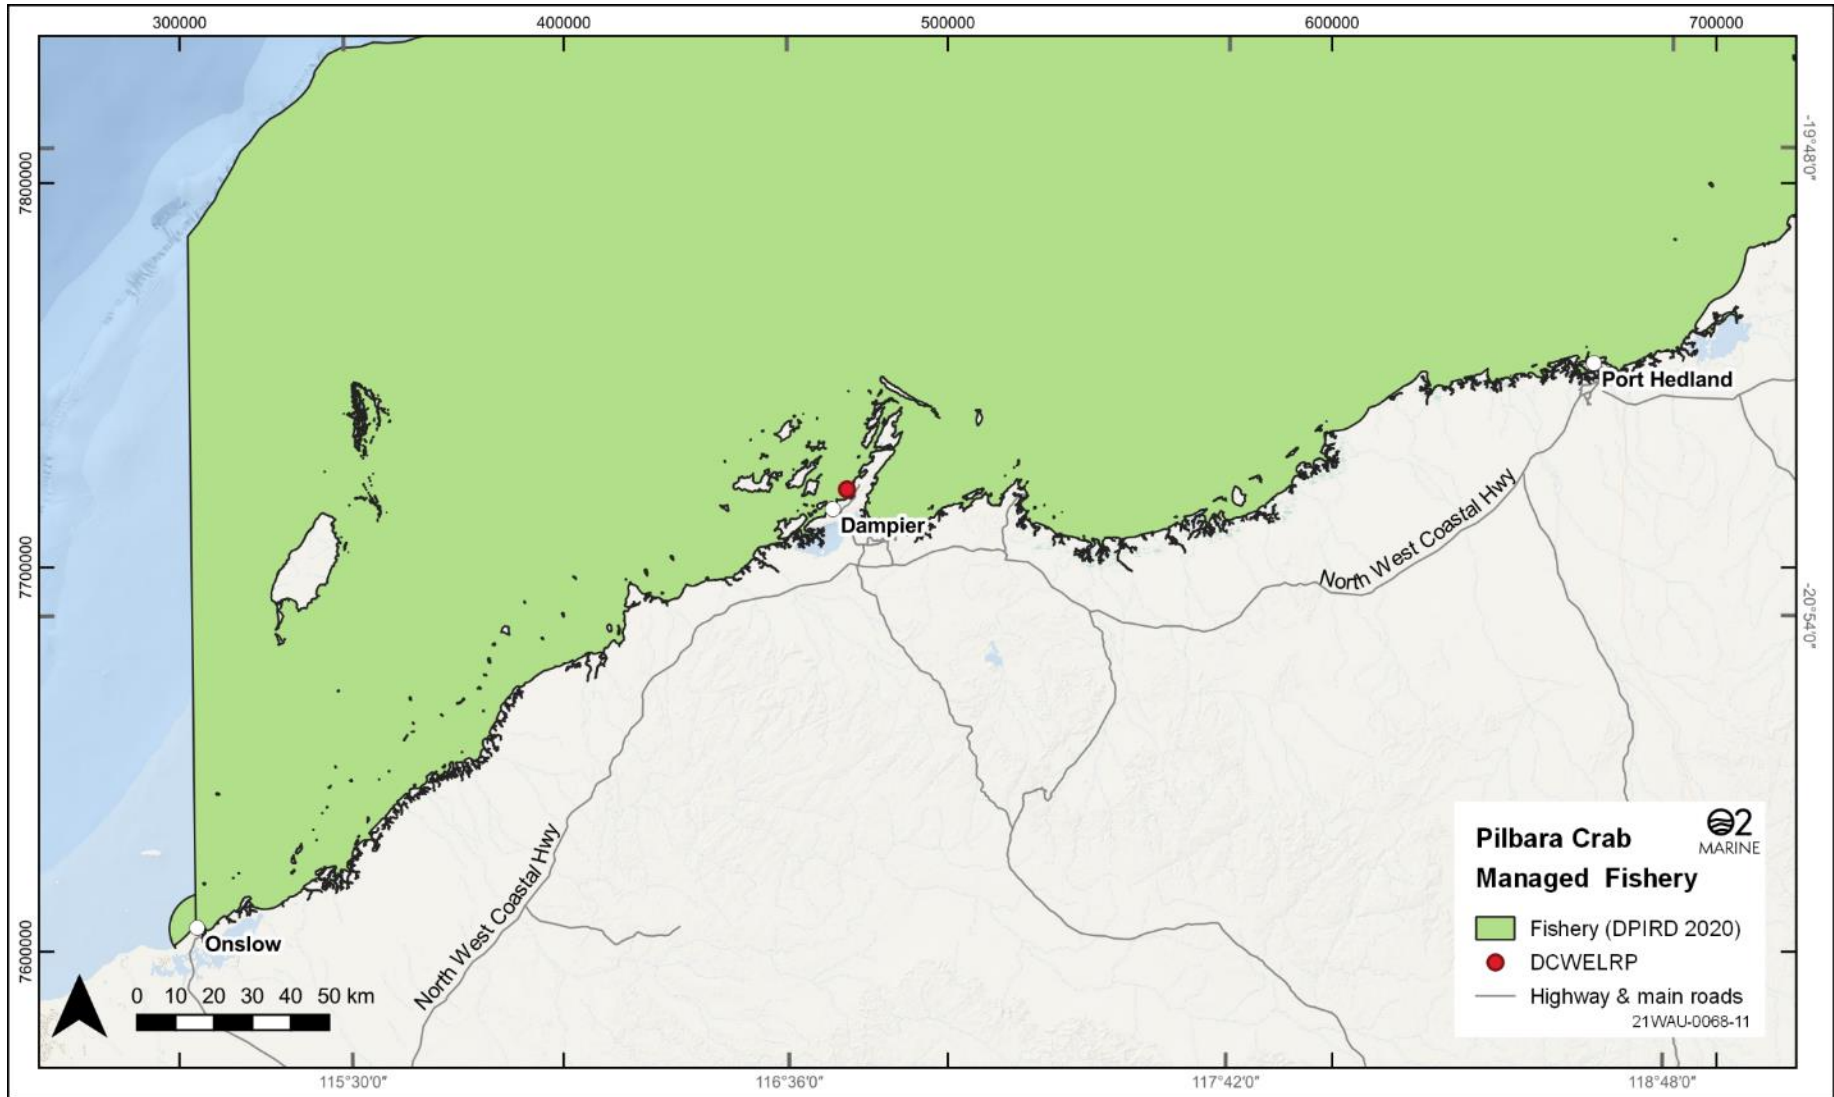 300000 400000 500000 600000 700000
7800000
-19°48'0"
Port Hedland
North West Coastal Hwy
Dampier
7700000
-20°54'0"
North West Coastal Hwy
Onslow
7600000
0 10 20 30 40 50 km
Pilbara Crab
Managed Fishery
O2
MARINE
Fishery (DPIRD 2020)
DCWELRP
Highway & main roads
21WAU-0068-11
115°30'0" 116°36'0" 117°42'0" 118°48'0"